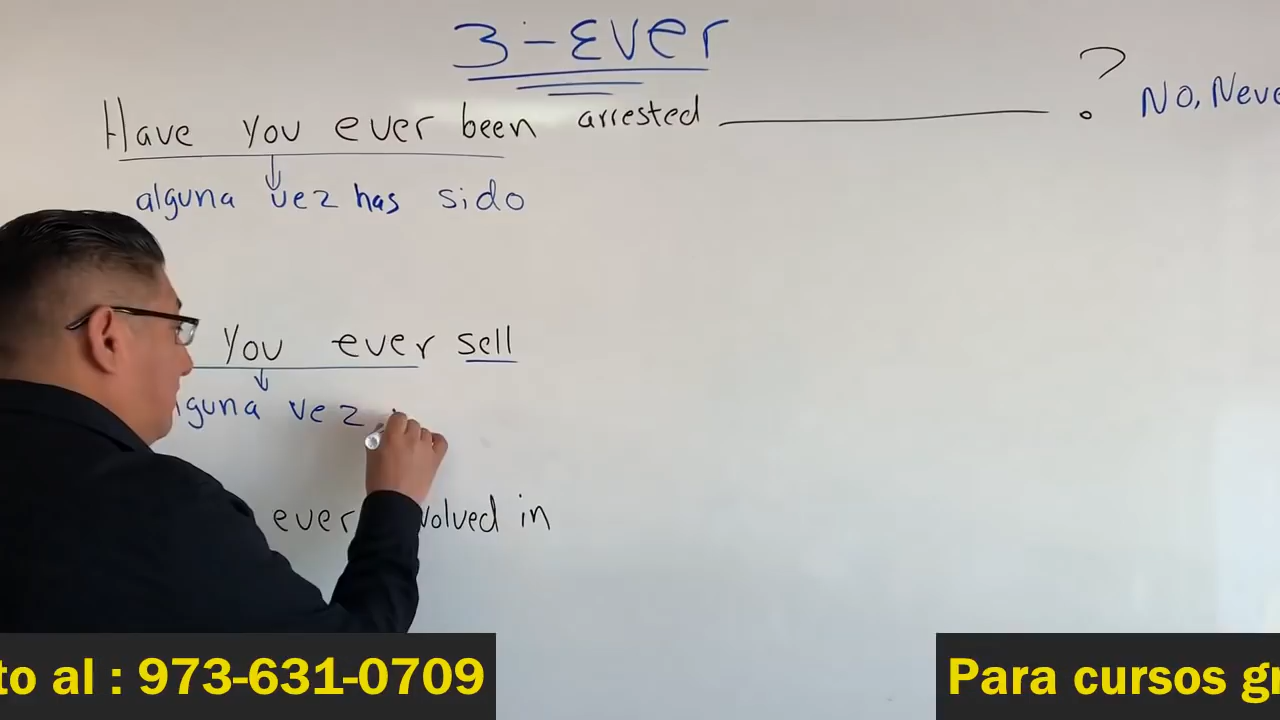 3-Ever
Have you ever been arrested ?
No, Neve
alguna vez has sido
You ever sell
guna vez
ever volved in
to al : 973-631-0709
Para cursos gr